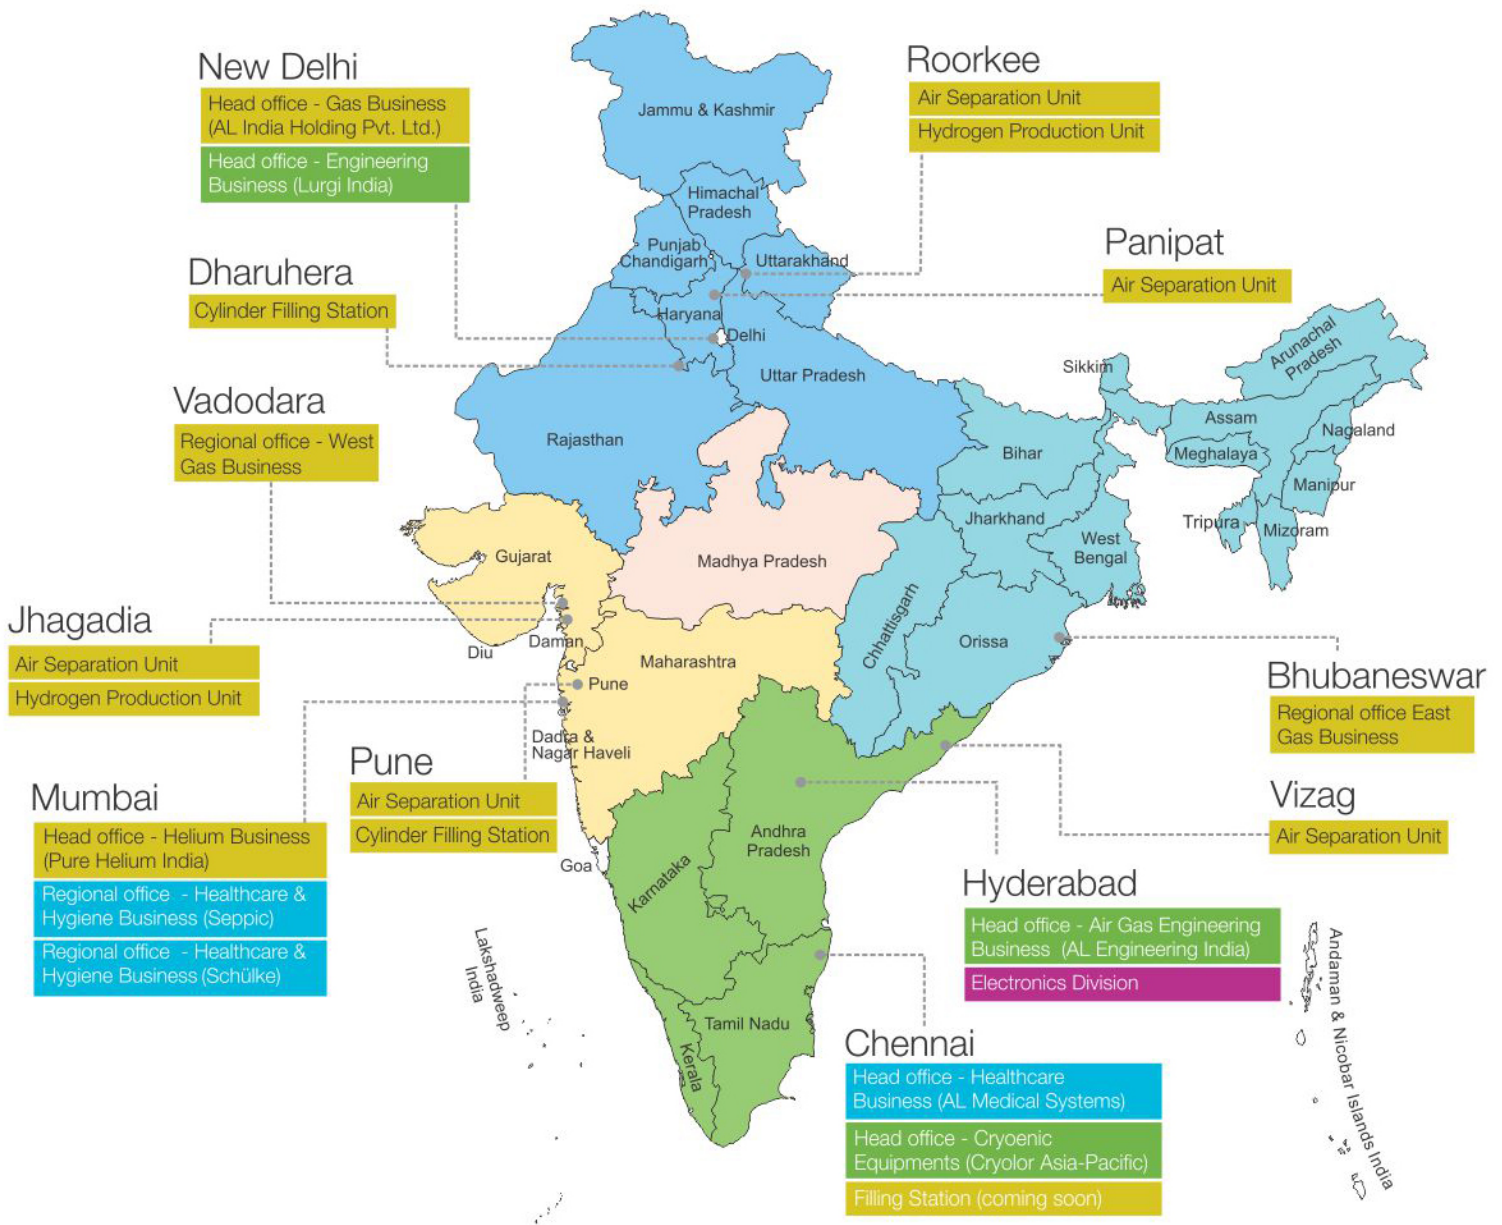 New Delhi
Head office - Gas Business
(AL India Holding Pvt. Ltd.)
Head office - Engineering
Business (Lurgi India)
Roorkee
Air Separation Unit
Hydrogen Production Unit
Panipat
Air Separation Unit
Dharuhera
Cylinder Filling Station
Vadodara
Regional office - West
Gas Business
Jhagadia
Air Separation Unit
Hydrogen Production Unit
Mumbai
Head office - Helium Business
(Pure Helium India)
Regional office - Healthcare &
Hygiene Business (Seppic)
Regional office - Healthcare &
Hygiene Business (Schülke)
Pune
Air Separation Unit
Cylinder Filling Station
Bhubaneswar
Regional office East
Gas Business
Vizag
Air Separation Unit
Hyderabad
Head office - Air Gas Engineering
Business (AL Engineering India)
Electronics Division
Chennai
Head office - Healthcare
Business (AL Medical Systems)
Head office - Cryoenic
Equipments (Cryolor Asia-Pacific)
Filling Station (coming soon)
Jammu & Kashmir
Himachal
Pradesh
Punjab
Chandigarh
Uttarakhand
Haryana
Delhi
Uttar Pradesh
Rajasthan
Sikkim
Arunachal
Pradesh
Assam
Nagaland
Meghalaya
Manipur
Tripura
Mizoram
Bihar
Jharkhand
West
Bengal
Gujarat
Madhya Pradesh
Chhattisgarh
Orissa
Daman
Diu
Maharashtra
Pune
Dadra &
Nagar Haveli
Goa
Karnataka
Andhra
Pradesh
Tamil Nadu
Kerala
Lakshadweep
India
Andaman & Nicobar Islands India